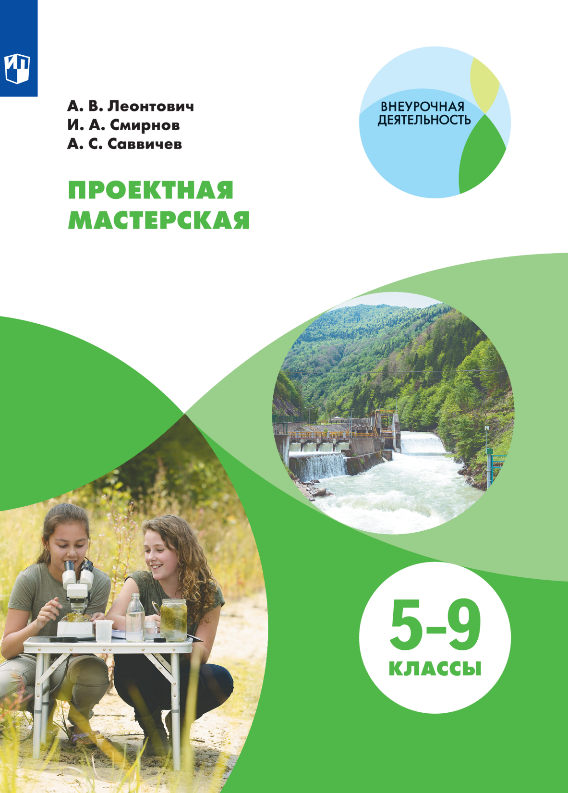 А. В. Леонтович
И. А. Смирнов
А. С. Саввичев
ПРОЕКТНАЯ
МАСТЕРСКАЯ
ВНЕУРОЧНАЯ
ДЕЯТЕЛЬНОСТЬ
5–9
КЛАССЫ